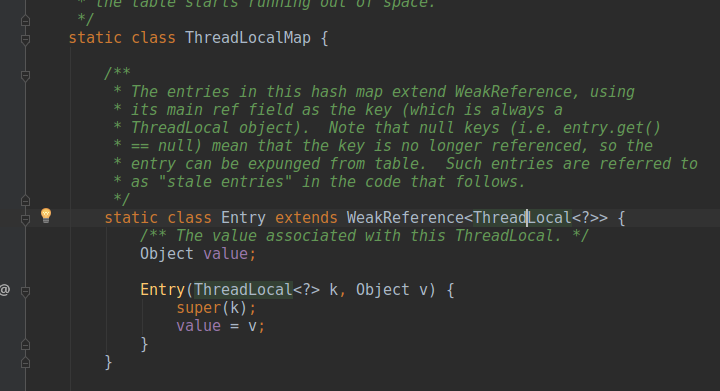 * the table starts running out of space.
*/
static class ThreadLocalMap {
/**
* The entries in this hash map extend WeakReference, using
* its main ref field as the key (which is always a
* ThreadLocal object).  Note that null keys (i.e. entry.get()
* == null) mean that the key is no longer referenced, so the
* entry can be expunged from table.  Such entries are referred to
* as "stale entries" in the code that follows.
*/
static class Entry extends WeakReference<ThreadLocal<?>> {
/** The value associated with this ThreadLocal. */
Object value;
@ Entry(ThreadLocal<?> k, Object v) {
super(k);
value = v;
}
}